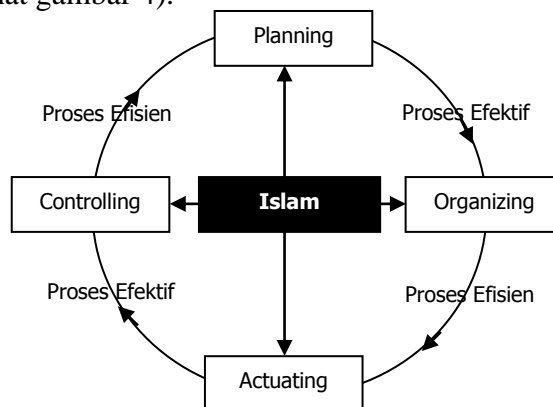 gambar 4).
Planning
Proses Efisien
Proses Efektif
Controlling
Islam
Organizing
Proses Efektif
Proses Efisien
Actuating